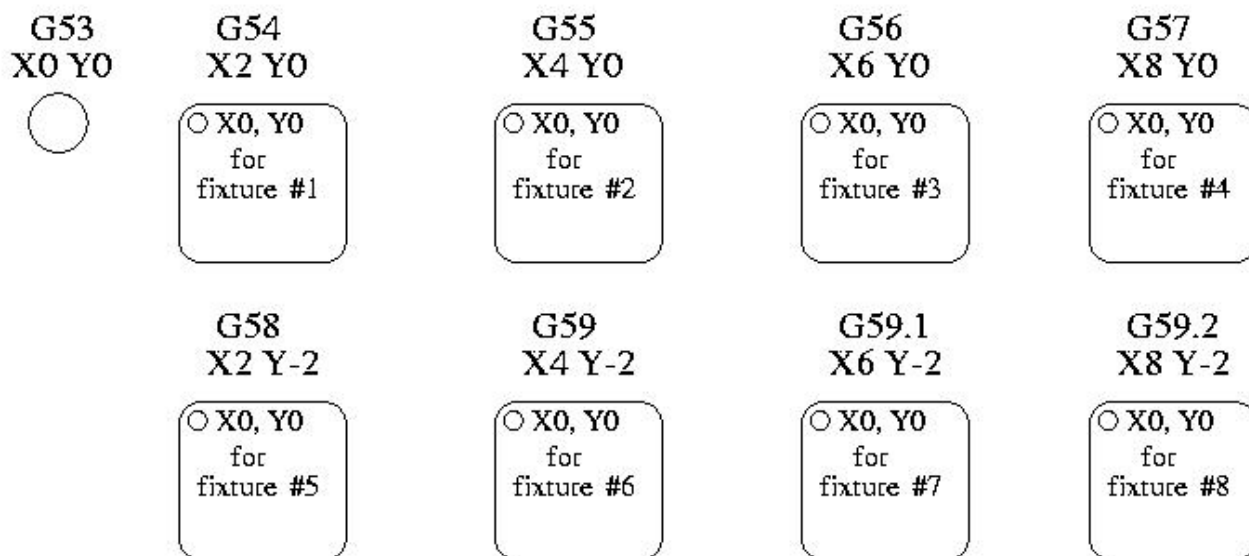 G53 G54 G55 G56 G57
X0 Y0 X2 Y0 X4 Y0 X6 Y0 X8 Y0
X0, Y0 X0, Y0 X0, Y0 X0, Y0
for for for for
fixture #1 fixture #2 fixture #3 fixture #4
G58 G59 G59.1 G59.2
X2 Y-2 X4 Y-2 X6 Y-2 X8 Y-2
X0, Y0 X0, Y0 X0, Y0 X0, Y0
for for for for
fixture #5 fixture #6 fixture #7 fixture #8